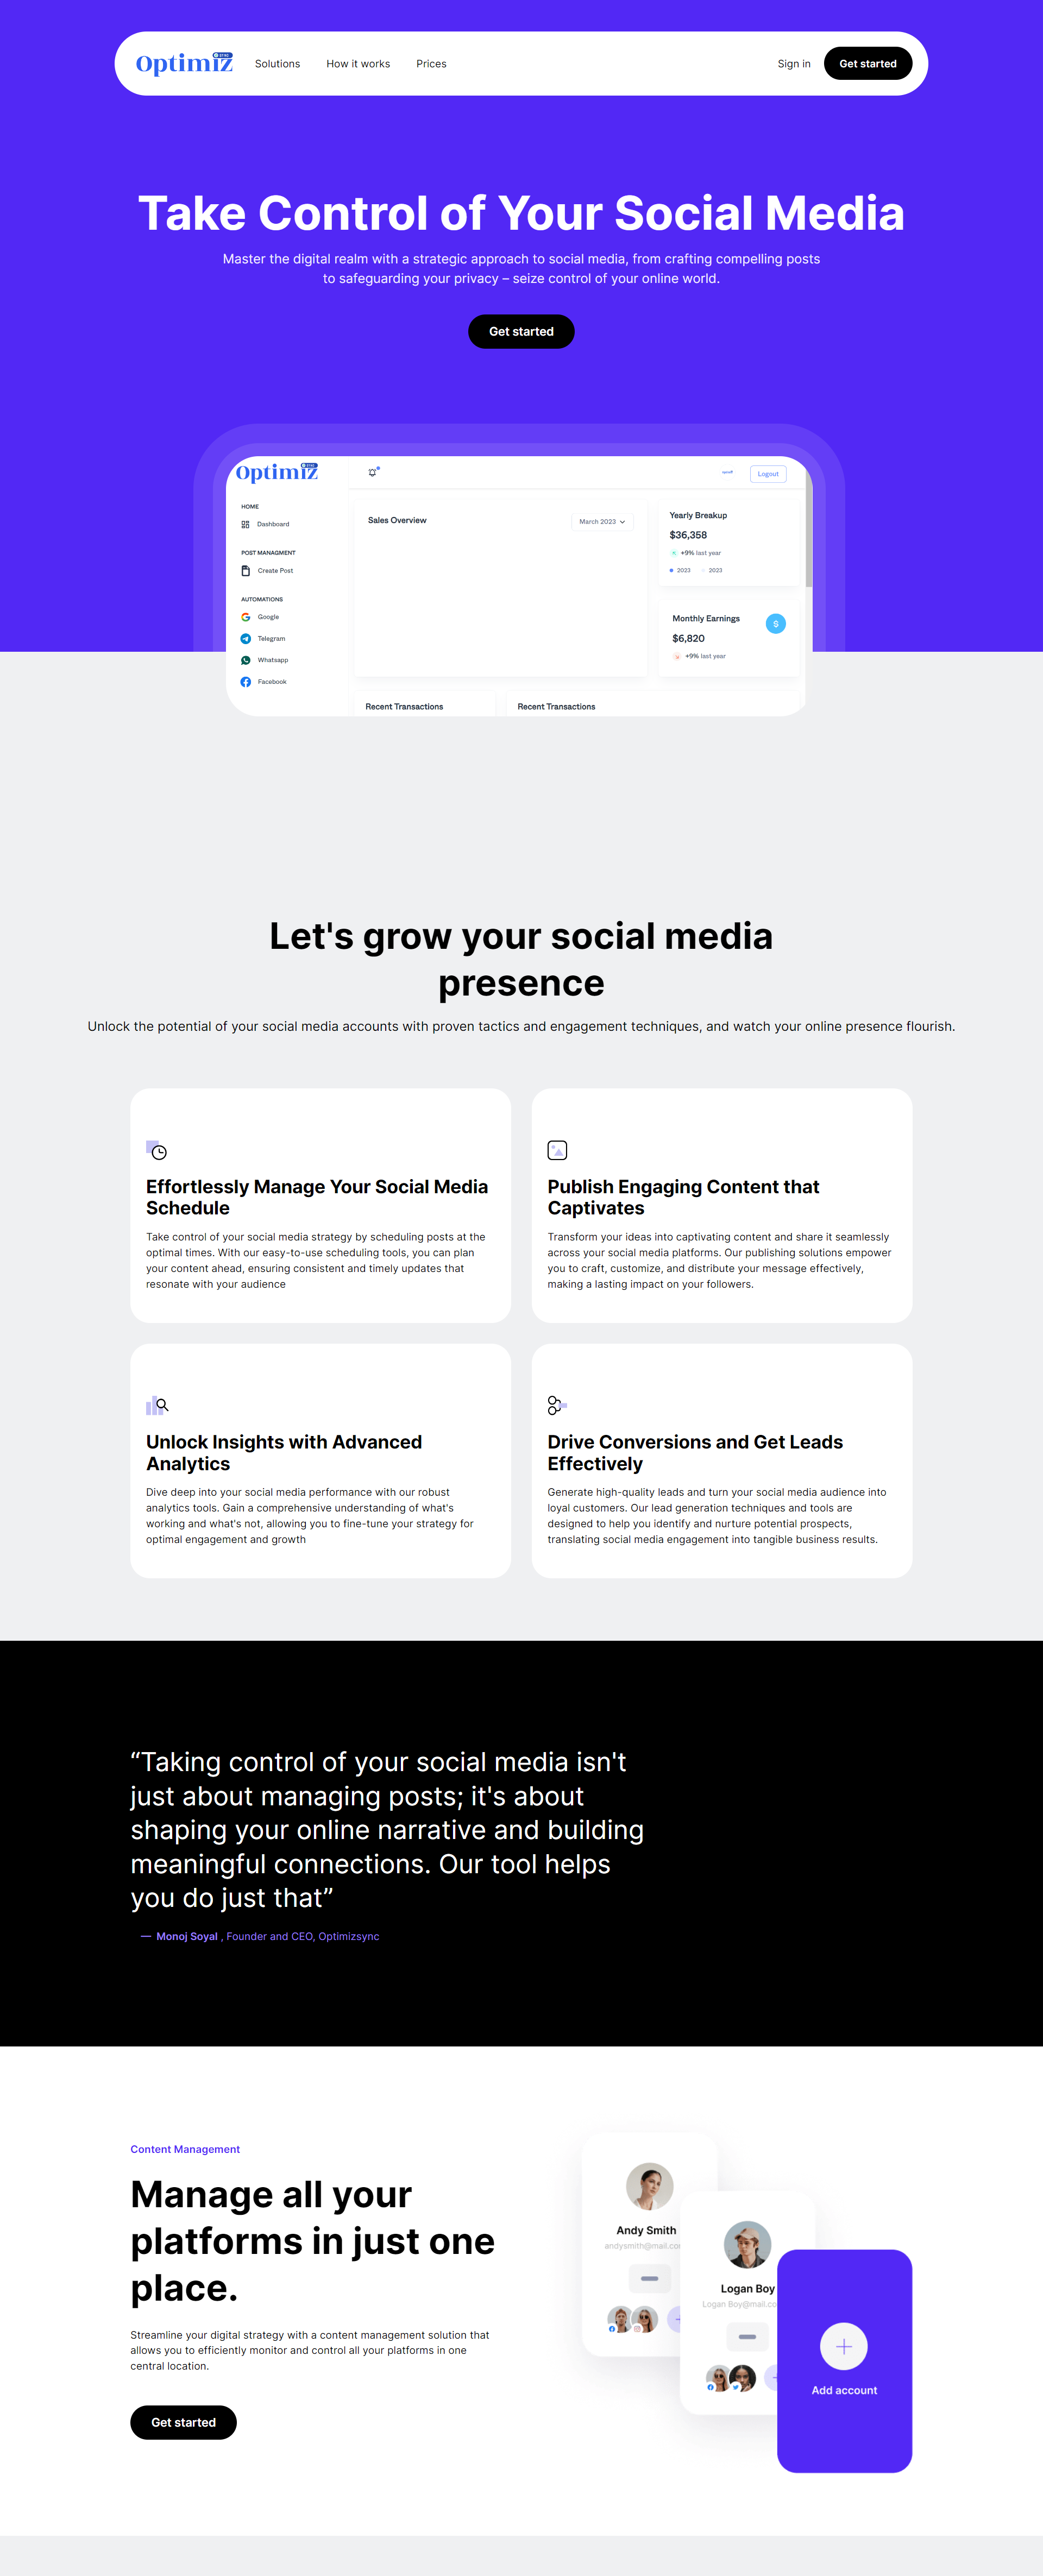 Optimiz
SYNC
Solutions
How it works
Prices
Sign in
Get started
Take Control of Your Social Media
Master the digital realm with a strategic approach to social media, from crafting compelling posts
to safeguarding your privacy – seize control of your online world.
Get started
Optimiz
SYNC
Logout
HOME
Dashboard
POST MANAGMENT
Create Post
AUTOMATIONS
Google
Telegram
Whatsapp
Facebook
Sales Overview
March 2023
Yearly Breakup
$36,358
+9% last year
2023
2023
Monthly Earnings
$
$6,820
+9% last year
Recent Transactions
Recent Transactions
Let's grow your social media
presence
Unlock the potential of your social media accounts with proven tactics and engagement techniques, and watch your online presence flourish.
Effortlessly Manage Your Social Media
Schedule
Take control of your social media strategy by scheduling posts at the
optimal times. With our easy-to-use scheduling tools, you can plan
your content ahead, ensuring consistent and timely updates that
resonate with your audience
Publish Engaging Content that
Captivates
Transform your ideas into captivating content and share it seamlessly
across your social media platforms. Our publishing solutions empower
you to craft, customize, and distribute your message effectively,
making a lasting impact on your followers.
Unlock Insights with Advanced
Analytics
Dive deep into your social media performance with our robust
analytics tools. Gain a comprehensive understanding of what's
working and what's not, allowing you to fine-tune your strategy for
optimal engagement and growth
Drive Conversions and Get Leads
Effectively
Generate high-quality leads and turn your social media audience into
loyal customers. Our lead generation techniques and tools are
designed to help you identify and nurture potential prospects,
translating social media engagement into tangible business results.
“Taking control of your social media isn't
just about managing posts; it's about
shaping your online narrative and building
meaningful connections. Our tool helps
you do just that”
— Monoj Soyal , Founder and CEO, Optimizsync
Content Management
Manage all your
platforms in just one
place.
Streamline your digital strategy with a content management solution that
allows you to efficiently monitor and control all your platforms in one
central location.
Get started
Andy Smith
andysmith@mail.co
Logan Boy
Logan Boy@mail.co
Add account